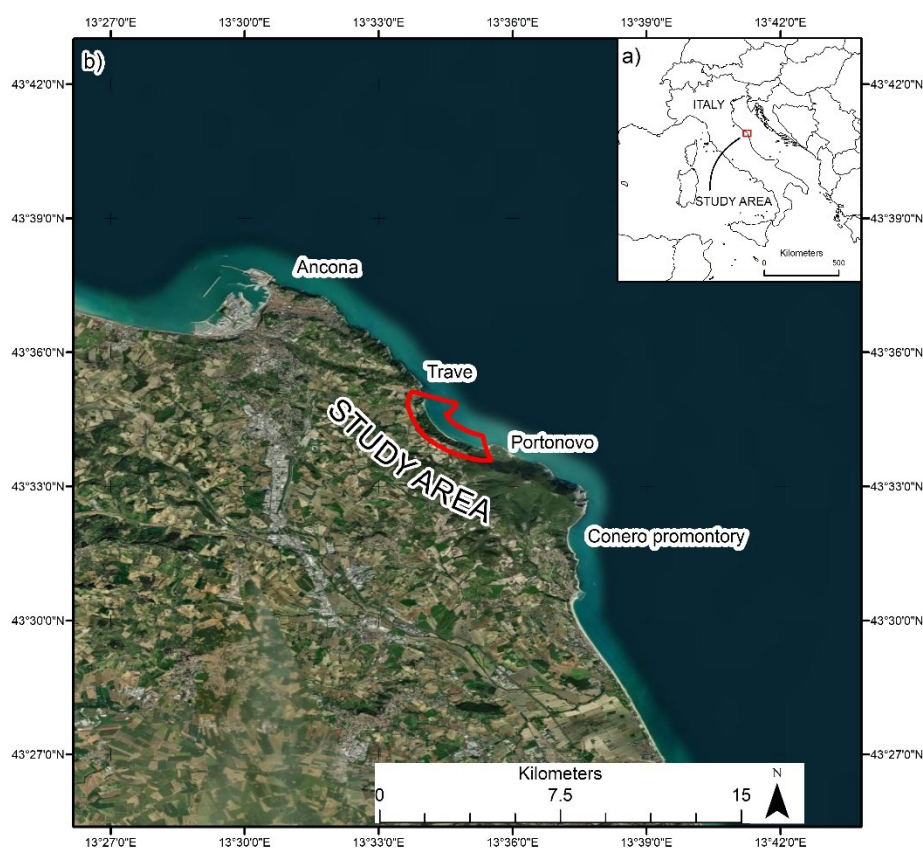 13°27'0"E 13°30'0"E 13°33'0"E 13°36'0"E 13°39'0"E 13°42'0"E
b)
a)
ITALY
STUDY AREA
Kilometers
0 500
43°42'0"N 43°42'0"N
43°39'0"N 43°39'0"N
Ancona
43°36'0"N 43°36'0"N
Trave
STUDY AREA
Portonovo
43°33'0"N 43°33'0"N
Conero promontory
43°30'0"N 43°30'0"N
43°27'0"N 43°27'0"N
Kilometers
N
0 7.5 15
13°27'0"E 13°30'0"E 13°33'0"E 13°36'0"E 13°39'0"E 13°42'0"E